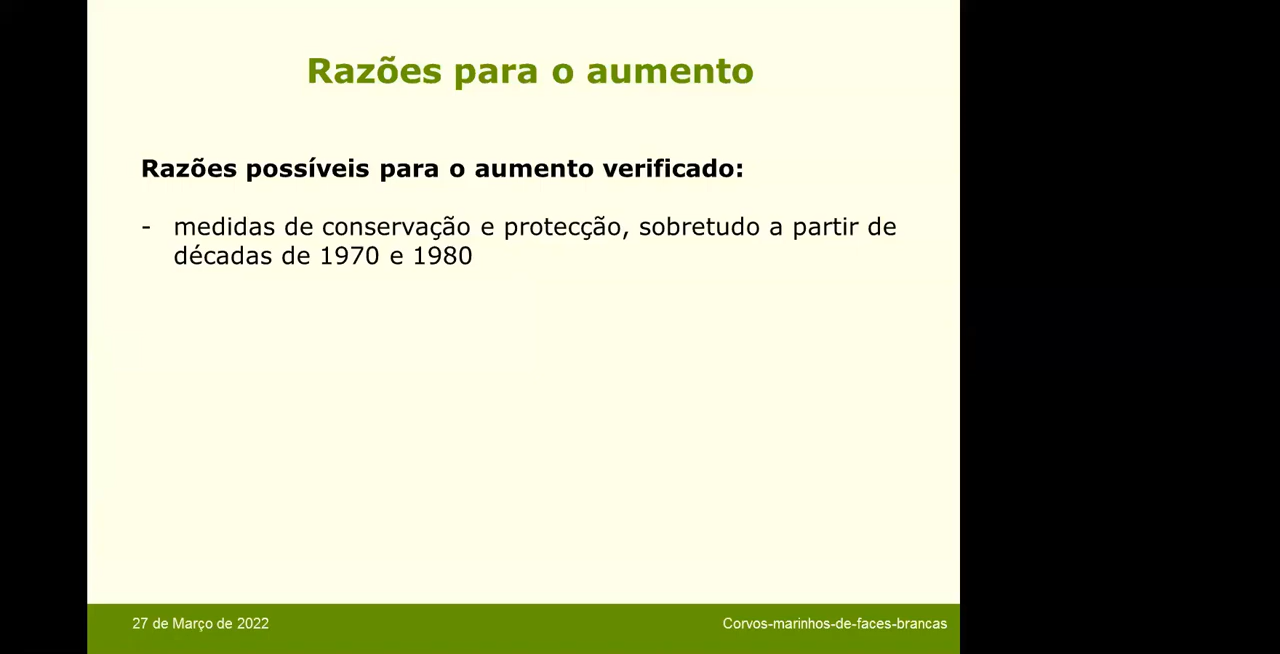 Razões para o aumento
Razões possíveis para o aumento verificado:
- medidas de conservação e protecção, sobretudo a partir de
décadas de 1970 e 1980
27 de Março de 2022
Corvos-marinhos-de-faces-brancas